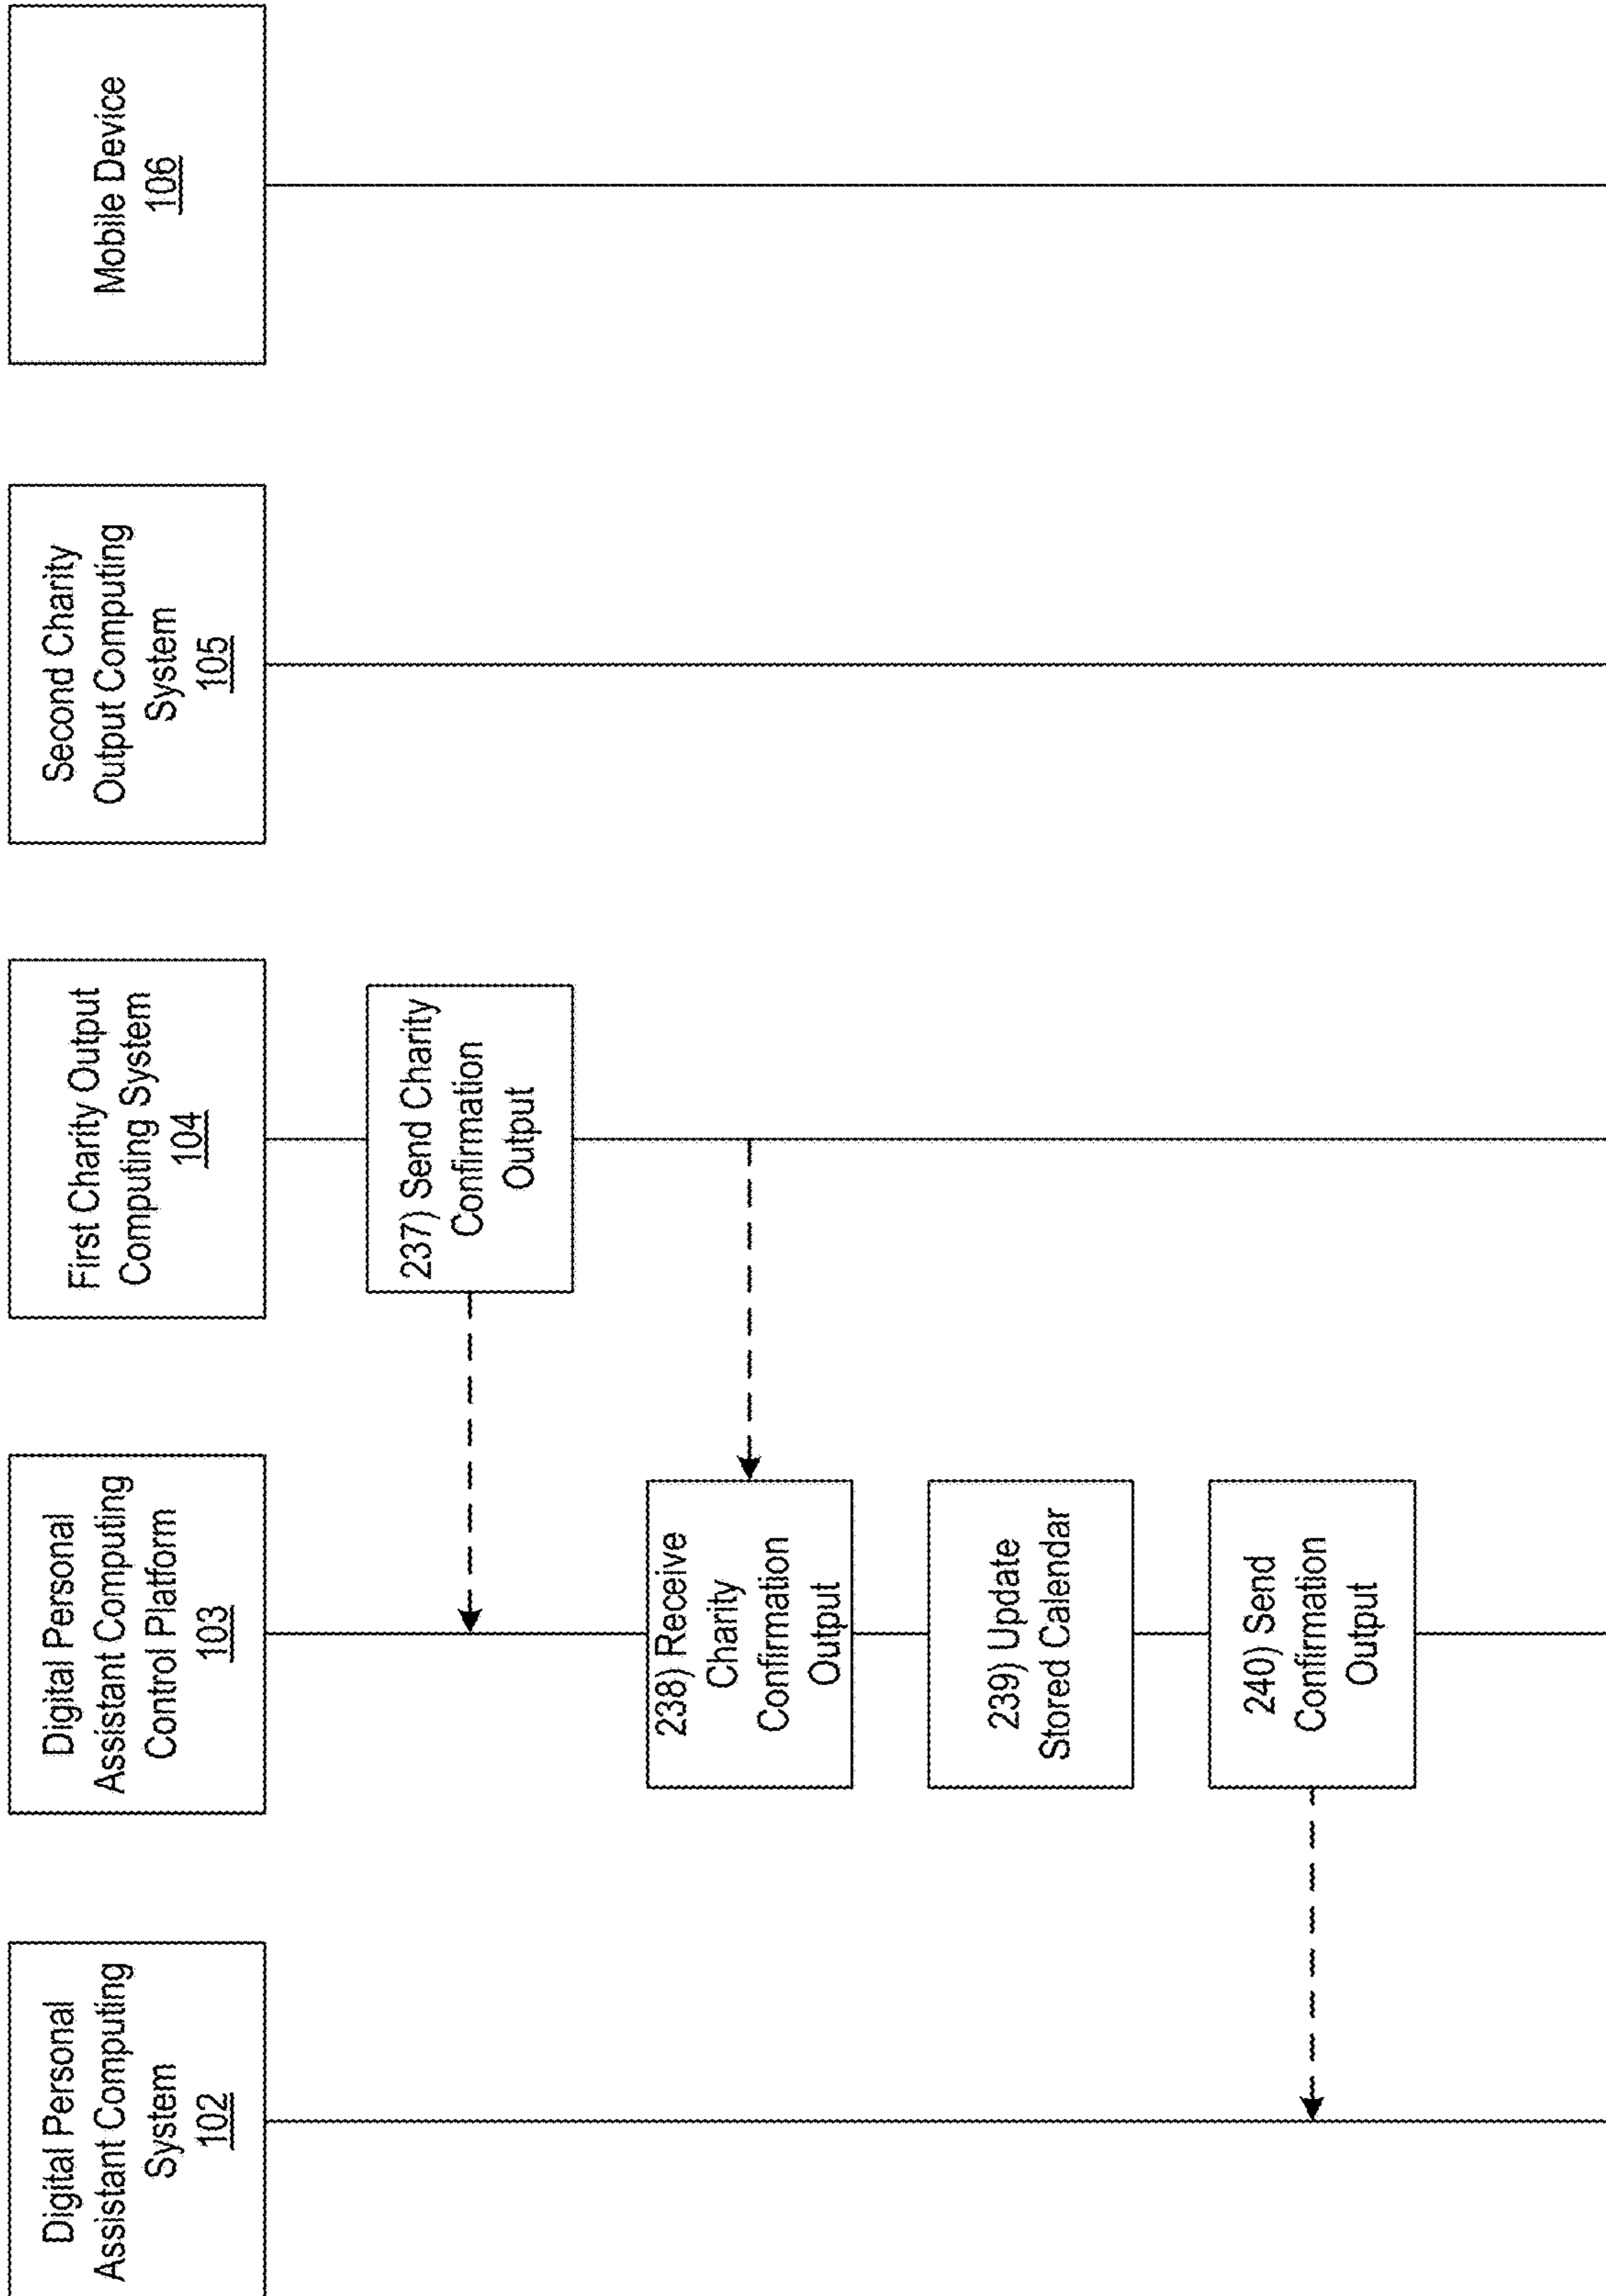 Digital Personal
Assistant Computing
System
102
Digital Personal
Assistant Computing
Control Platform
103
First Charity Output
Computing System
104
Second Charity
Output Computing
System
105
Mobile Device
106
237) Send Charity
Confirmation
Output
238) Receive
Charity
Confirmation
Output
239) Update
Stored Calendar
240) Send
Confirmation
Output